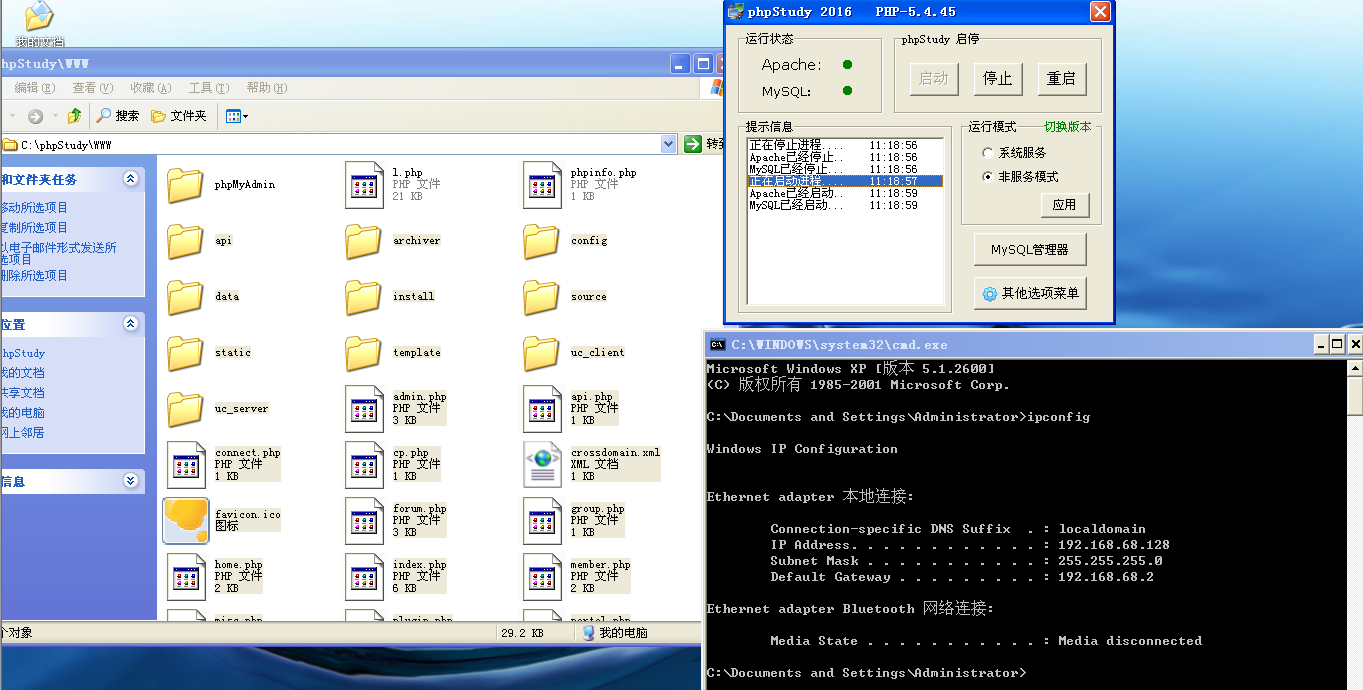 我的文档
hpStudy\WWW
编辑(E) 查看(V) 收藏(A) 工具(T) 帮助(H)
搜索 文件夹
C:\phpStudy\WWW 转到
和文件夹任务
移动所选项目
复制所选项目
以电子邮件形式发送所
选项目
删除所选项目
位置
hpStudy
我的文档
共享文档
我的电脑
网上邻居
信息
phpMyAdmin
l.php
PHP 文件
21 KB
phpinfo.php
PHP 文件
1 KB
api
archiver
config
data
install
source
static
template
uc_client
uc_server
admin.php
PHP 文件
3 KB
api.php
PHP 文件
1 KB
connect.php
PHP 文件
1 KB
cp.php
PHP 文件
1 KB
crossdomain.xml
XML 文档
1 KB
favicon.ico
图标
forum.php
PHP 文件
3 KB
group.php
PHP 文件
1 KB
home.php
PHP 文件
2 KB
index.php
PHP 文件
6 KB
member.php
PHP 文件
2 KB
misc.php
plugin.php
portal.php
个对象
29.2 KB
我的电脑
phpStudy 2016 PHP-5.4.45
运行状态
Apache:
MySQL:
phpStudy 启停
启动 停止 重启
提示信息
正在停止进程.... 11:18:56
Apache已经停止.. 11:18:56
MySQL已经停止... 11:18:56
正在启动进程.... 11:18:57
Apache已经启动.. 11:18:59
MySQL已经启动... 11:18:59
运行模式 切换版本
系统服务
非服务模式
应用
MySQL管理器
其他选项菜单
C:\WINDOWS\system32\cmd.exe
Microsoft Windows XP [版本 5.1.2600]
(C) 版权所有 1985-2001 Microsoft Corp.
C:\Documents and Settings\Administrator>ipconfig
Windows IP Configuration
Ethernet adapter 本地连接:
Connection-specific DNS Suffix . : localdomain
IP Address. . . . . . . . . . . . : 192.168.68.128
Subnet Mask . . . . . . . . . . . : 255.255.255.0
Default Gateway . . . . . . . . . : 192.168.68.2
Ethernet adapter Bluetooth 网络连接:
Media State . . . . . . . . . . . : Media disconnected
C:\Documents and Settings\Administrator>